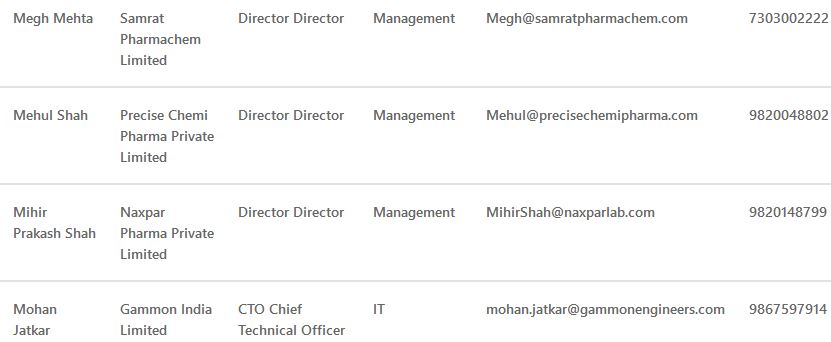 Megh Mehta Samrat Director Director Management Megh@samratpharmachem.com 7303002222
Pharmachem
Limited
Mehul Shah Precise Chemi Director Director Management Mehul@precisechemipharma.com 9820048802
Pharma Private
Limited
Mihir Naxpar Director Director Management MihirShah@naxparlab.com 9820148799
Prakash Shah Pharma Private
Limited
Mohan Gammon India CTO Chief IT mohan.jatkar@gammonengineers.com 9867597914
Jatkar Limited Technical Officer